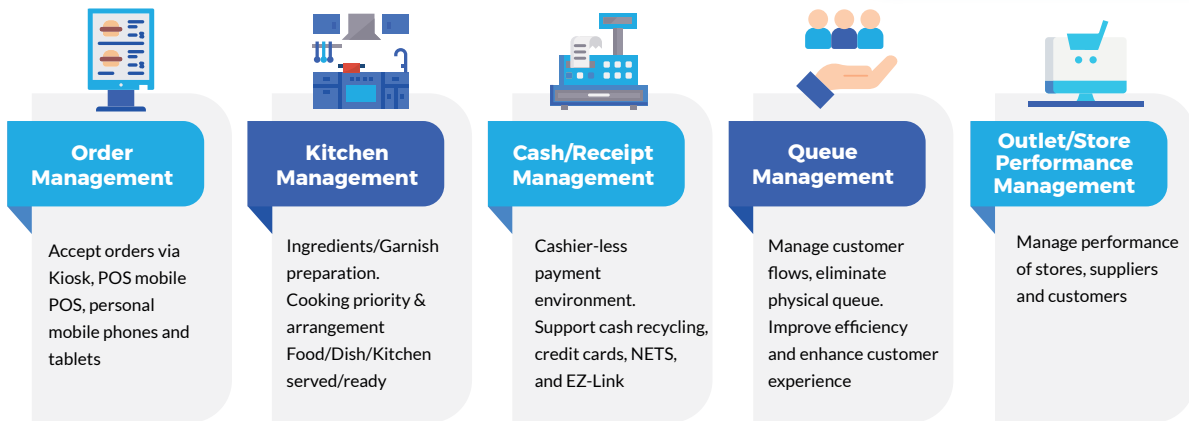 Order
Management
Accept orders via
Kiosk, POS mobile
POS, personal
mobile phones and
tablets
Kitchen
Management
Ingredients/Garnish
preparation.
Cooking priority &
arrangement
Food/Dish/Kitchen
served/ready
Cash/Receipt
Management
Cashier-less
payment
environment.
Support cash recycling,
credit cards, NETS,
and EZ-Link
Queue
Management
Manage customer
flows, eliminate
physical queue.
Improve efficiency
and enhance customer
experience
Outlet/Store
Performance
Management
Manage performance
of stores, suppliers
and customers